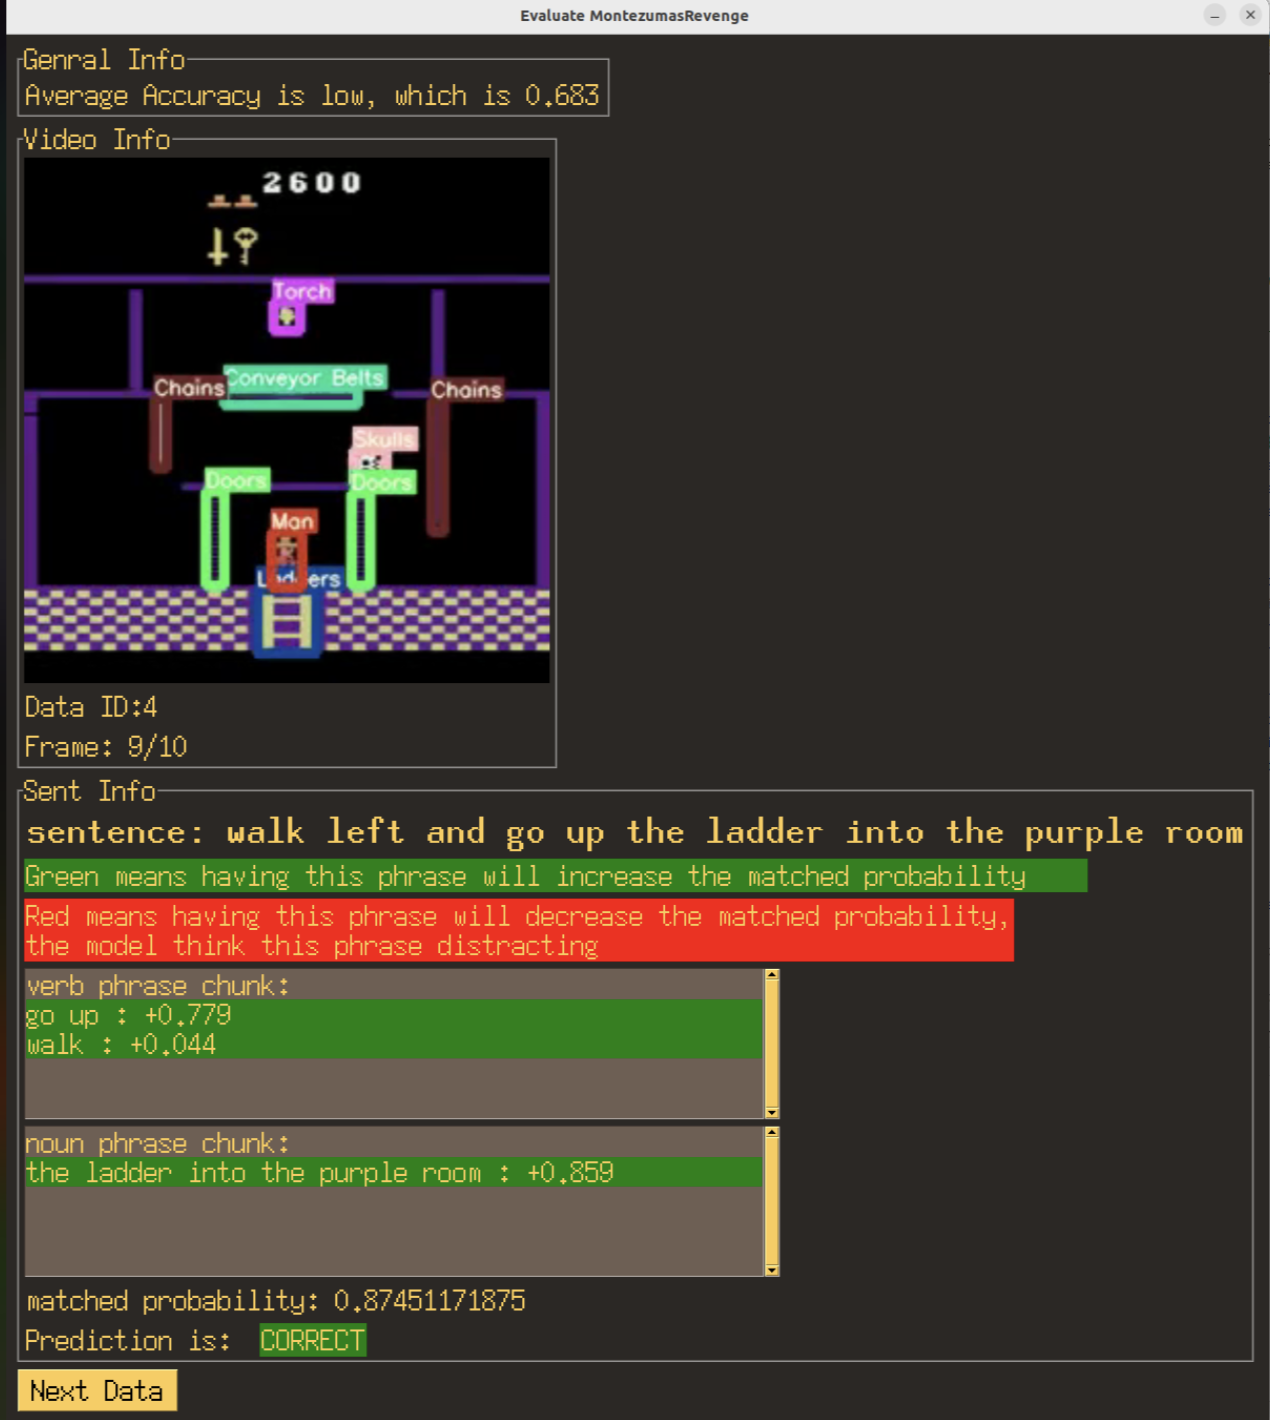 Evaluate MontezumasRevenge
Genral Info
Average Accuracy is low, which is 0.683
Video Info
2600
Torch
Conveyor Belts
Chains
Chains
Skulls
Doors
Doors
Man
Ladders
Data ID:4
Frame: 9/10
Sent Info
sentence: walk left and go up the ladder into the purple room
Green means having this phrase will increase the matched probability
Red means having this phrase will decrease the matched probability,
the model think this phrase distracting
verb phrase chunk:
go up : +0.779
walk : +0.044
noun phrase chunk:
the ladder into the purple room : +0.859
matched probability: 0.87451171875
Prediction is: CORRECT
Next Data